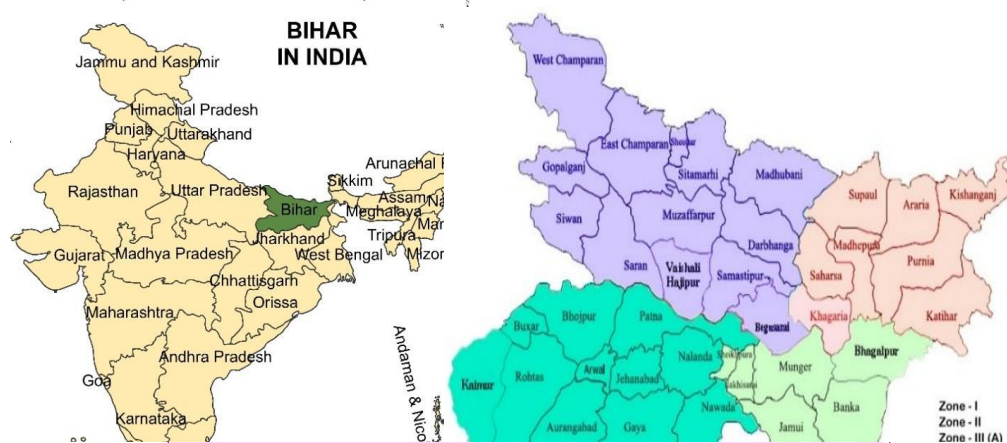 BIHAR
IN INDIA
Jammu and Kashmir
Himachal Pradesh
Punjab
Uttarakhand
Haryana
Arunachal
Sikkim
Rajasthan
Uttar Pradesh
Assam
Na
Bihar
Meghalaya
Man
Tripura
Jharkhand
Gujarat
Madhya Pradesh
West Bengal
Mizor
Chhattisgarh
Orissa
Maharashtra
Andhra Pradesh
Goa
Karnataka
Andaman & Nico
West Champaran
East Champaran
Sheohar
Gopalganj
Sitamarhi
Madhubani
Supaul
Araria
Kishanganj
Siwan
Muzaffarpur
Darbhanga
Madhepura
Purnia
Saran
Vaishali
Hajipur
Samastipur
Saharsa
Khagaria
Katihar
Begusarai
Buxar
Bhojpur
Patna
Bhagalpur
Kaimur
Rohtas
Arwal
Jehanabad
Nalanda
Sheikhpura
Lakhisarai
Munger
Nawada
Banka
Aurangabad
Gaya
Jamui
Zone - I
Zone - II
Zone - III (A)